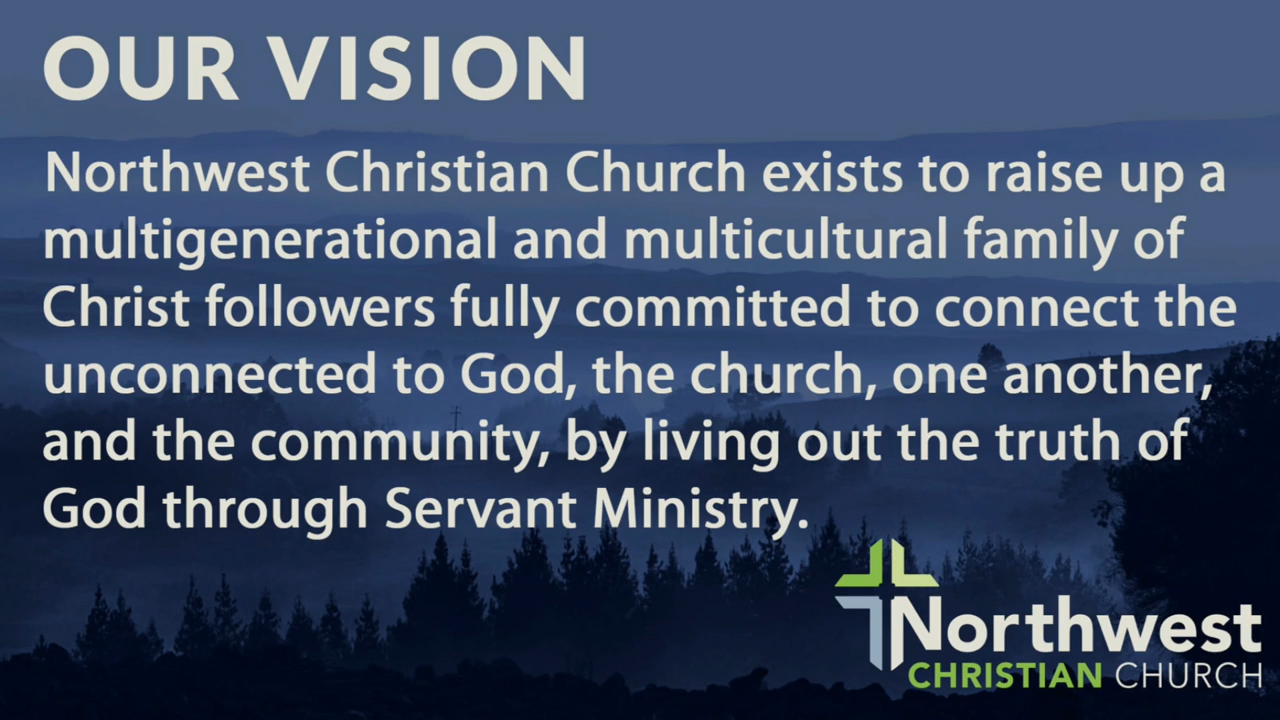 OUR VISION
Northwest Christian Church exists to raise up a
multigenerational and multicultural family of
Christ followers fully committed to connect the
unconnected to God, the church, one another,
and the community, by living out the truth of
God through Servant Ministry.
Northwest
CHRISTIAN CHURCH